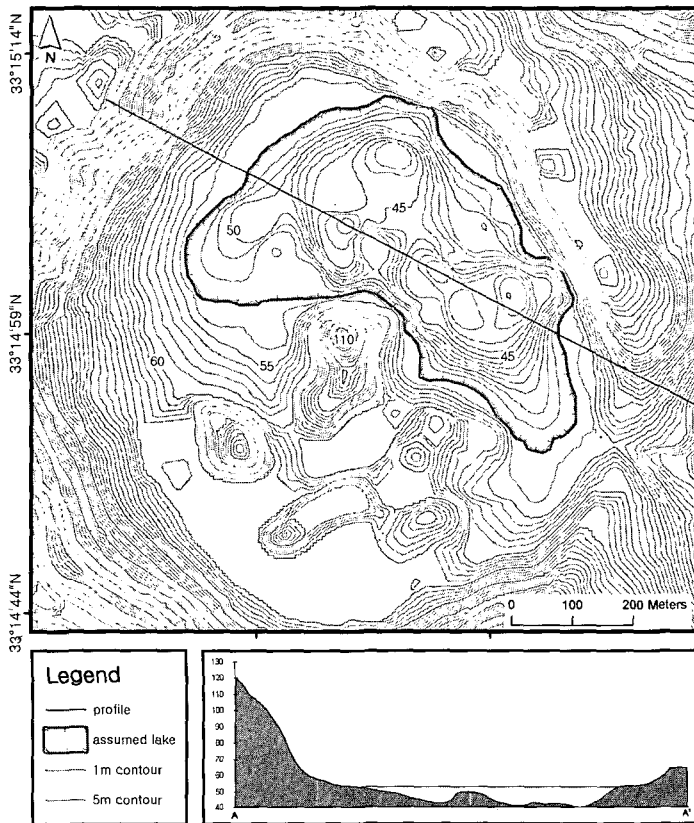 33°15'14"N
N
45
50
33°14'59"N
110
60
55
45
33°14'44"N
0 100 200 Meters
Legend
profile
assumed lake
1m contour
5m contour
130
120
110
100
90
80
70
60
50
40
A A'